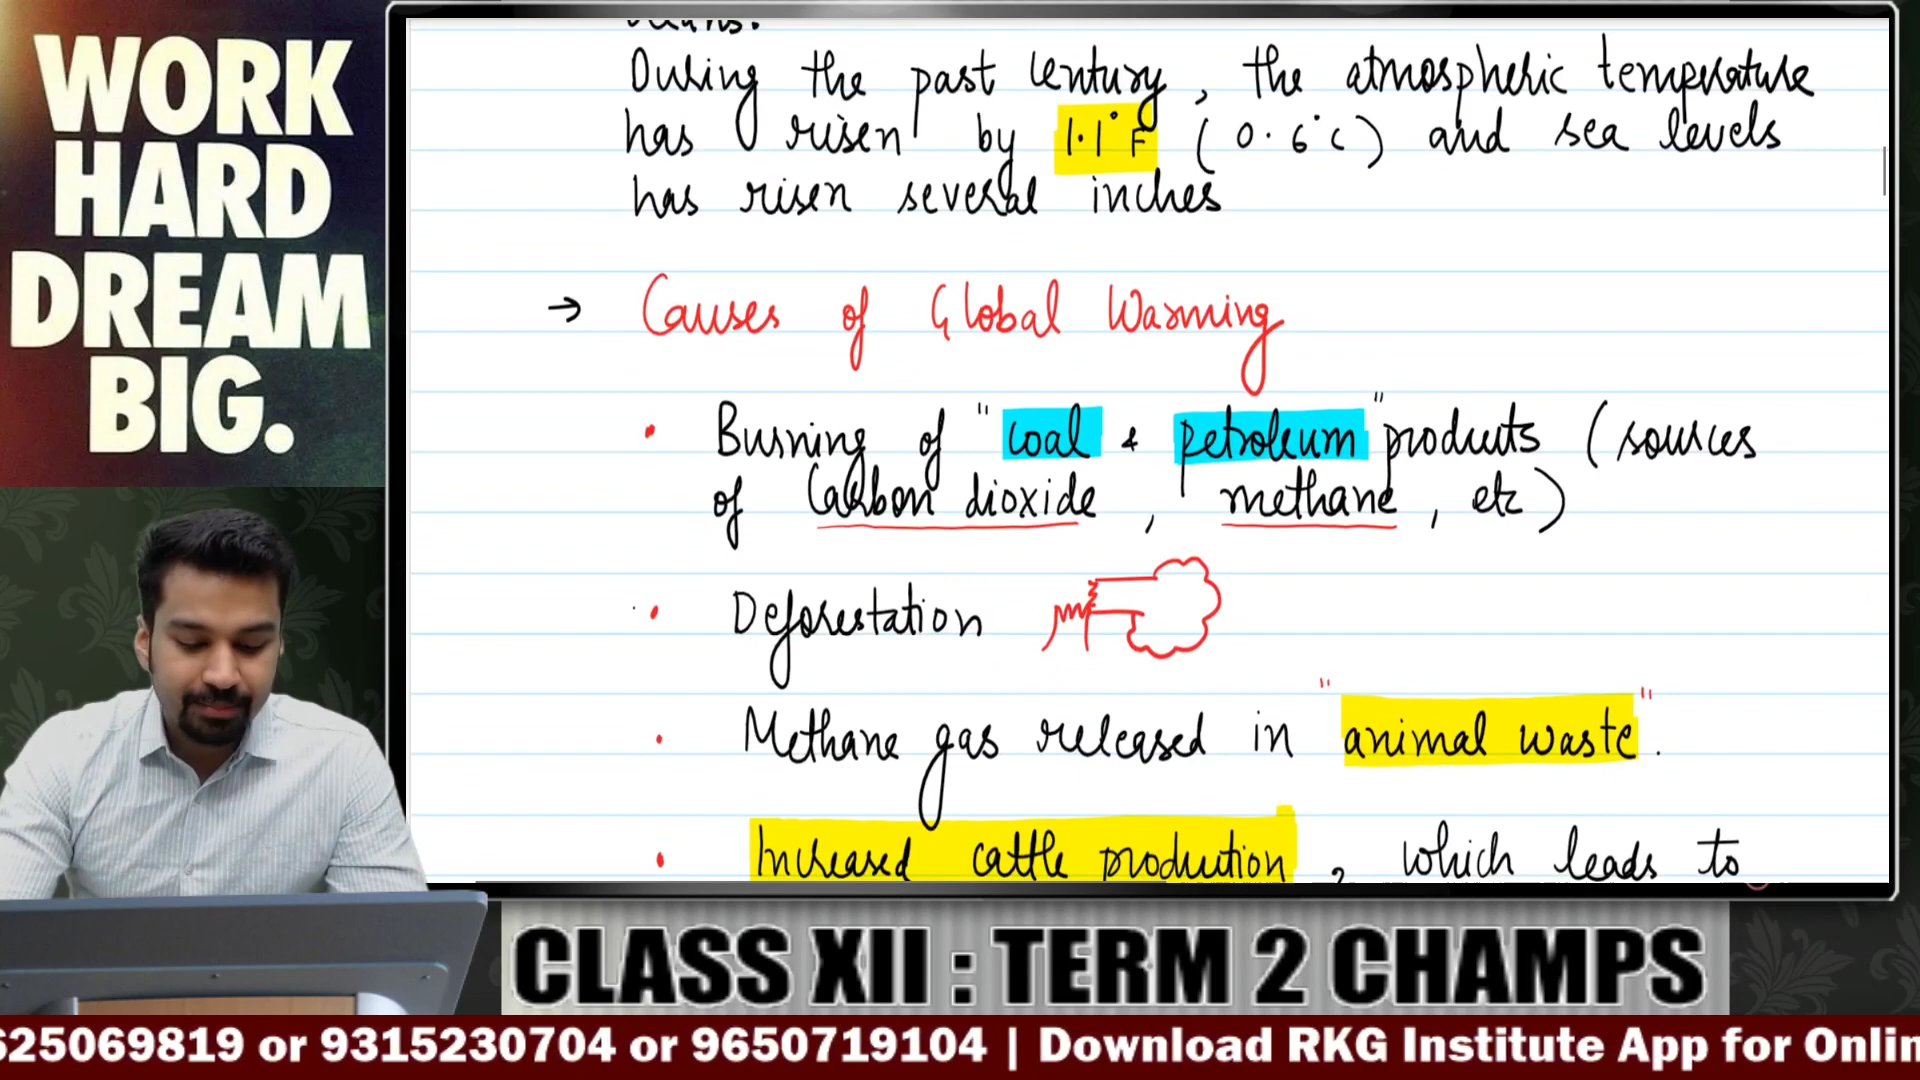 WORK
HARD
DREAM
BIG.
During the past century, the atmospheric temperature
has risen by 1.1°F (0.6°C) and sea levels
has risen several inches
→ Causes of Global Warming
• Burning of "coal & petroleum" products (sources
of Carbon dioxide, methane, etc)
• Deforestation
• Methane gas released in "animal waste".
• Increased cattle production, which leads to
CLASS XII : TERM 2 CHAMPS
625069819 or 9315230704 or 9650719104 | Download RKG Institute App for Onlin